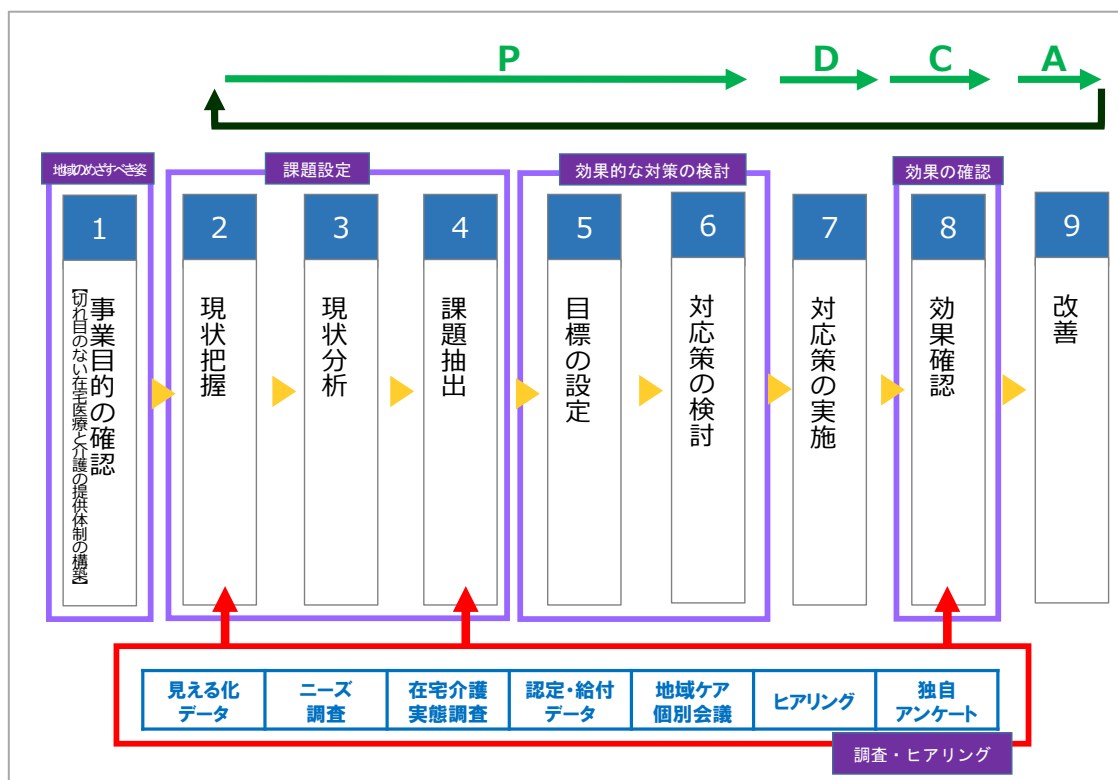 P
D
C
A
地域のめざすべき姿
課題設定
効果的な対策の検討
効果の確認
1
2
3
4
5
6
7
8
9
事業目的の確認
【切れ目のない在宅医療と介護の提供体制の構築】
現状把握
現状分析
課題抽出
目標の設定
対応策の検討
対応策の実施
効果確認
改善
見える化
データ
ニーズ
調査
在宅介護
実態調査
認定・給付
データ
地域ケア
個別会議
ヒアリング
独自
アンケート
調査・ヒアリング